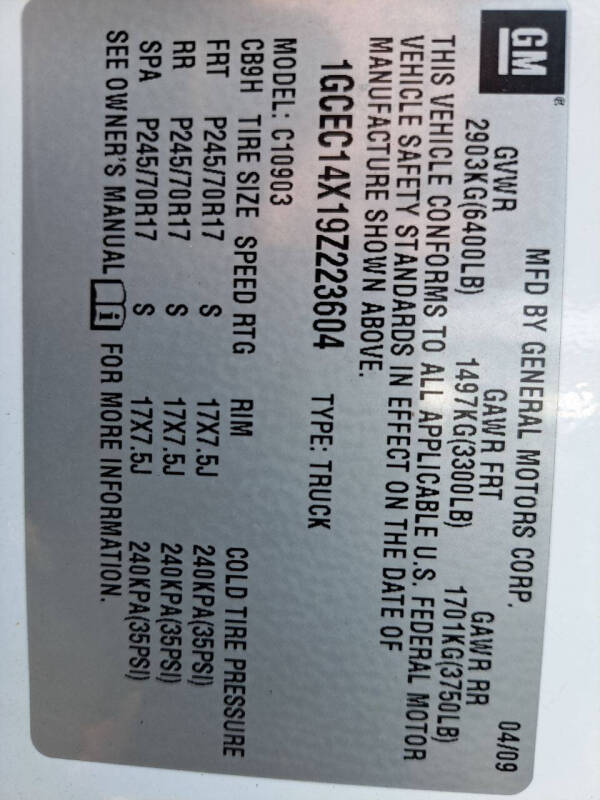 GM
®
MFD BY GENERAL MOTORS CORP. 04/09
GVWR GAWR FRT GAWR RR
2903KG(6400LB) 1497KG(3300LB) 1701KG(3750LB)
THIS VEHICLE CONFORMS TO ALL APPLICABLE U.S. FEDERAL MOTOR
VEHICLE SAFETY STANDARDS IN EFFECT ON THE DATE OF
MANUFACTURE SHOWN ABOVE.
1GCEC14X19Z223604 TYPE: TRUCK
MODEL: C10903
CB9H TIRE SIZE SPEED RTG RIM COLD TIRE PRESSURE
FRT P245/70R17 S 17X7.5J 240KPA(35PSI)
RR P245/70R17 S 17X7.5J 240KPA(35PSI)
SPA P245/70R17 S 17X7.5J 240KPA(35PSI)
SEE OWNER'S MANUAL i FOR MORE INFORMATION.